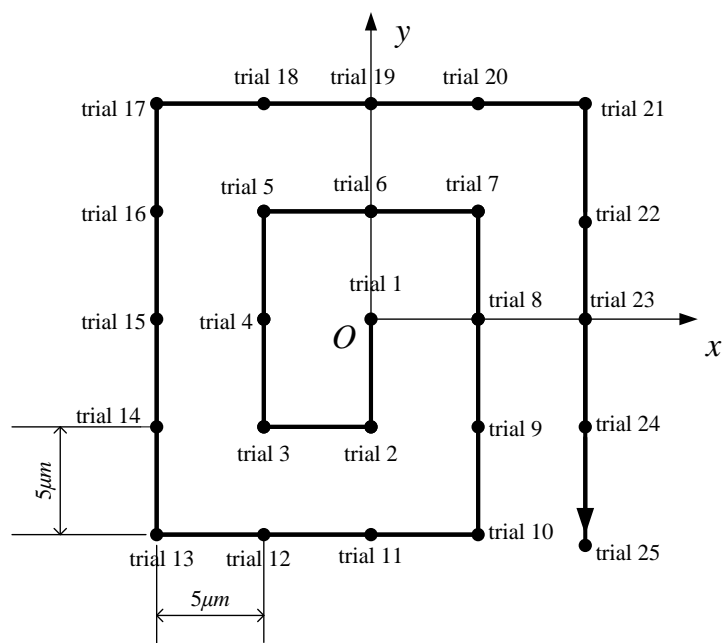 y
trial 18 trial 19 trial 20
trial 17 trial 21
trial 5 trial 6 trial 7
trial 16 trial 22
trial 1
trial 15 trial 4 trial 8 trial 23
O x
trial 14 trial 9 trial 24
trial 3 trial 2
5μm
trial 10
trial 13 trial 12 trial 11 trial 25
5μm